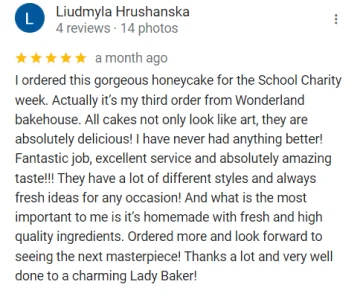 L
Liudmyla Hrushanska
4 reviews · 14 photos
a month ago
I ordered this gorgeous honeycake for the School Charity
week. Actually it's my third order from Wonderland
bakehouse. All cakes not only look like art, they are
absolutely delicious! I have never had anything better!
Fantastic job, excellent service and absolutely amazing
taste!!! They have a lot of different styles and always
fresh ideas for any occasion! And what is the most
important to me is it's homemade with fresh and high
quality ingredients. Ordered more and look forward to
seeing the next masterpiece! Thanks a lot and very well
done to a charming Lady Baker!